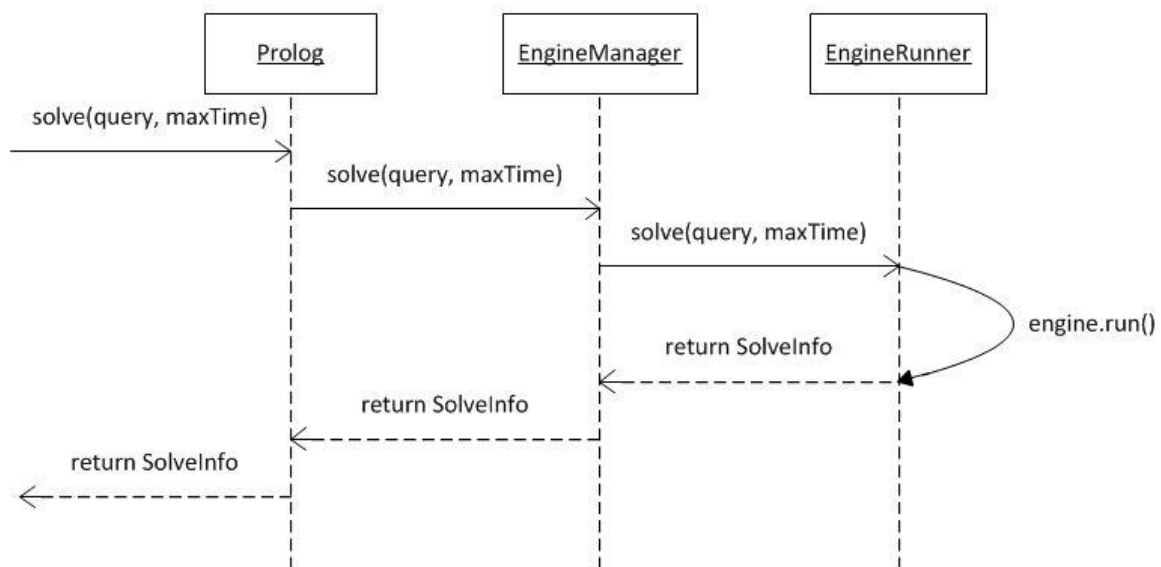 Prolog
EngineManager
EngineRunner
solve(query, maxTime)
solve(query, maxTime)
solve(query, maxTime)
engine.run()
return SolveInfo
return SolveInfo
return SolveInfo